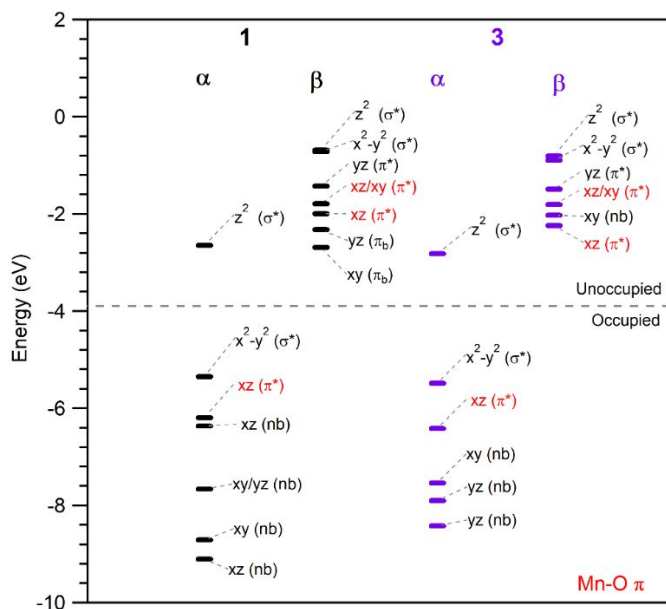 2
1
3
α
β
α
β
z² (σ*)
x²-y² (σ*)
yz (π*)
xz/xy (π*)
xz (π*)
yz (πb)
xy (πb)
z² (σ*)
z² (σ*)
x²-y² (σ*)
yz (π*)
xz/xy (π*)
xy (nb)
xz (π*)
z² (σ*)
0
-2
-4
-6
-8
-10
Energy (eV)
Unoccupied
Occupied
x²-y² (σ*)
xz (π*)
xz (nb)
xy/yz (nb)
xy (nb)
xz (nb)
x²-y² (σ*)
xz (π*)
xy (nb)
yz (nb)
yz (nb)
Mn-O π